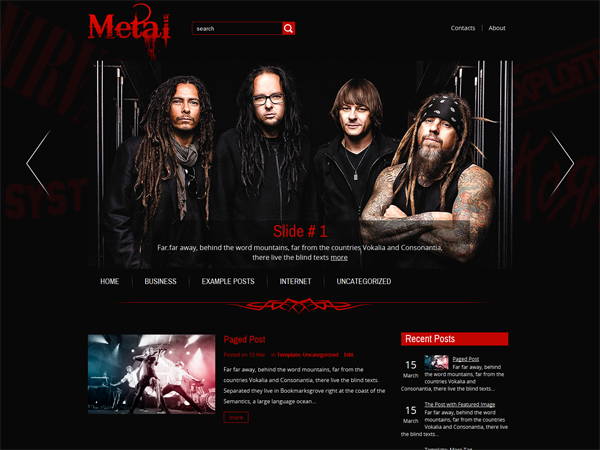 Metal
search
Contacts
About
SYST
Slide # 1
Far far away, behind the word mountains, far from the countries Vokalia and Consonantia,
there live the blind texts more
HOME
BUSINESS
EXAMPLE POSTS
INTERNET
UNCATEGORIZED
Paged Post
Posted on 15 Mar , in Template, Uncategorized Edit
Far far away, behind the word mountains, far from the
countries Vokalia and Consonantia, there live the blind texts.
Separated they live in Bookmarksgrove right at the coast of the
Semantics, a large language ocean...
more
Recent Posts
15
March
Paged Post
Far far away, behind
the word mountains, far from the countries Vokalia and
Consonantia, there live the blind texts...
15
March
The Post with Featured Image
Far far away, behind the word
mountains, far from the countries
Vokalia and Consonantia, there live
the blind texts...